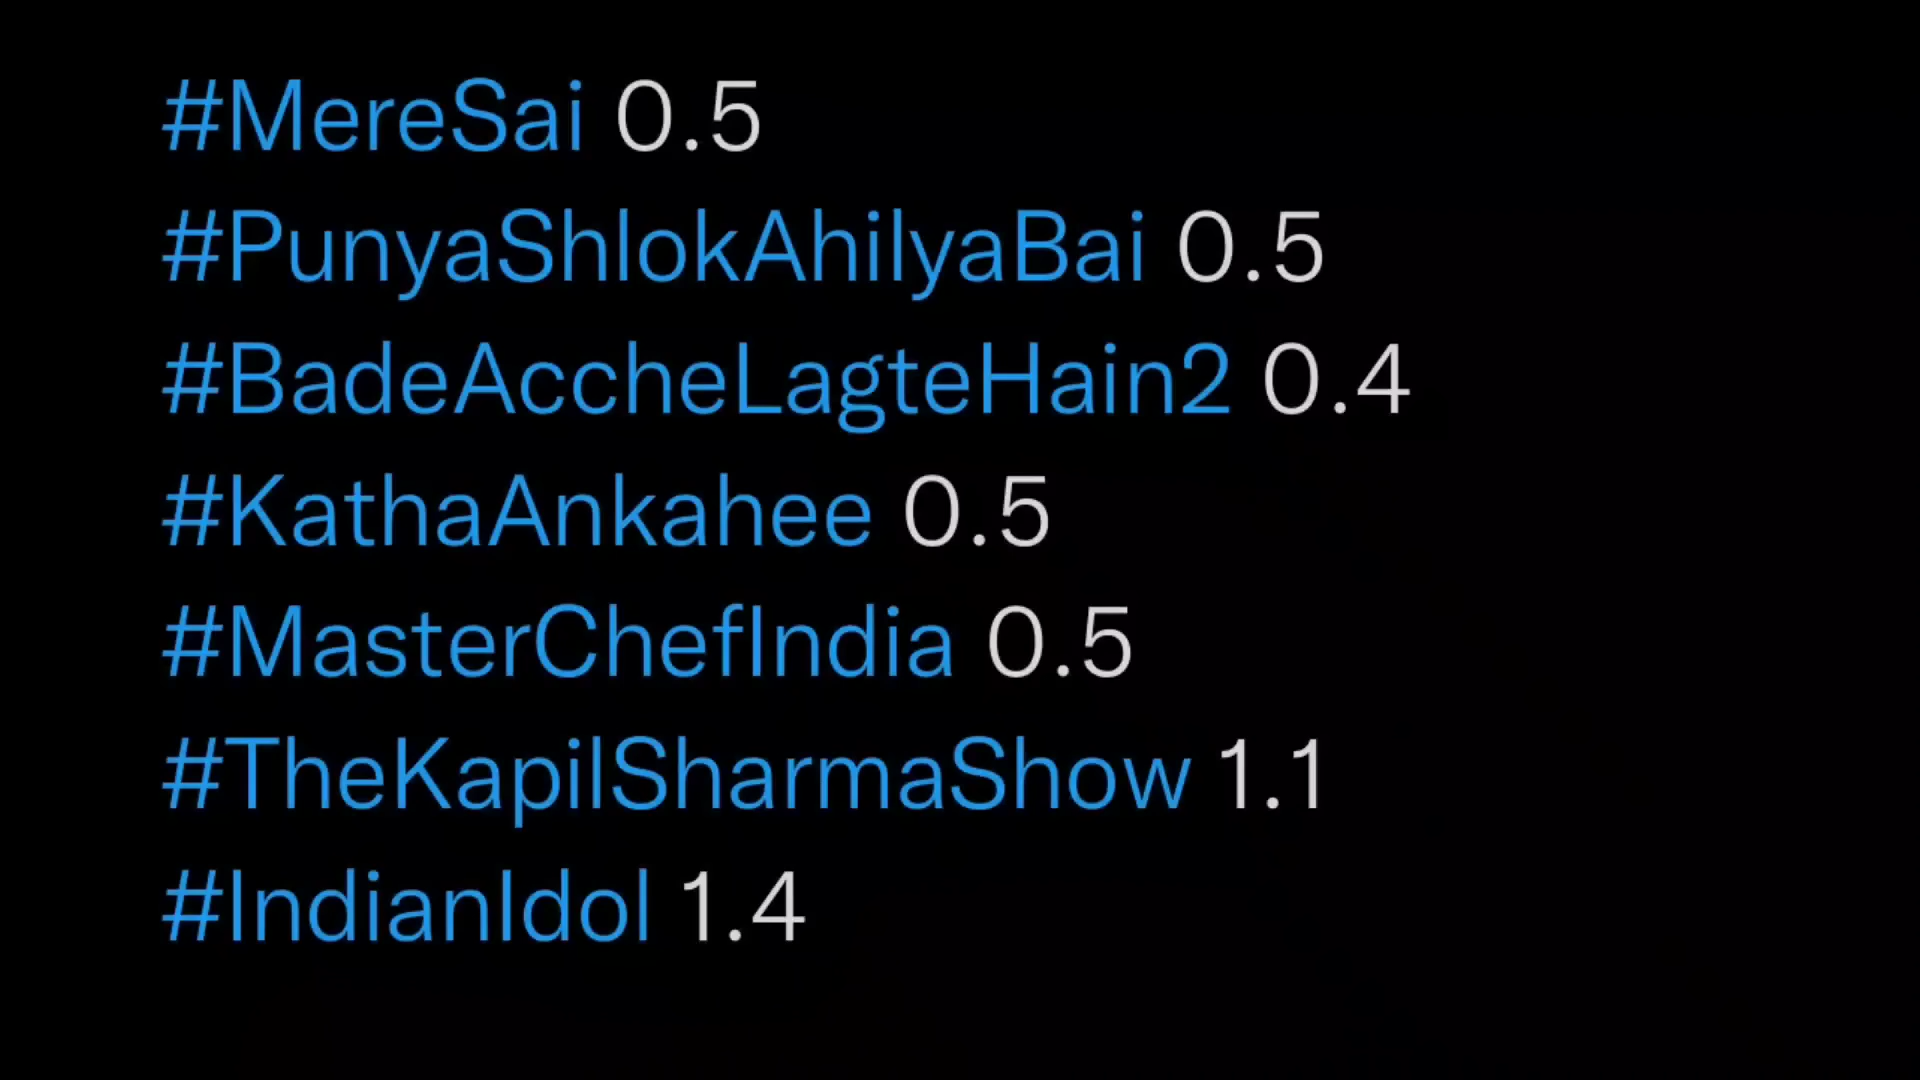 #MereSai 0.5
#PunyaShlokAhilyaBai 0.5
#BadeAccheLagteHain2 0.4
#KathaAnkahee 0.5
#MasterChefIndia 0.5
#TheKapilSharmaShow 1.1
#IndianIdol 1.4